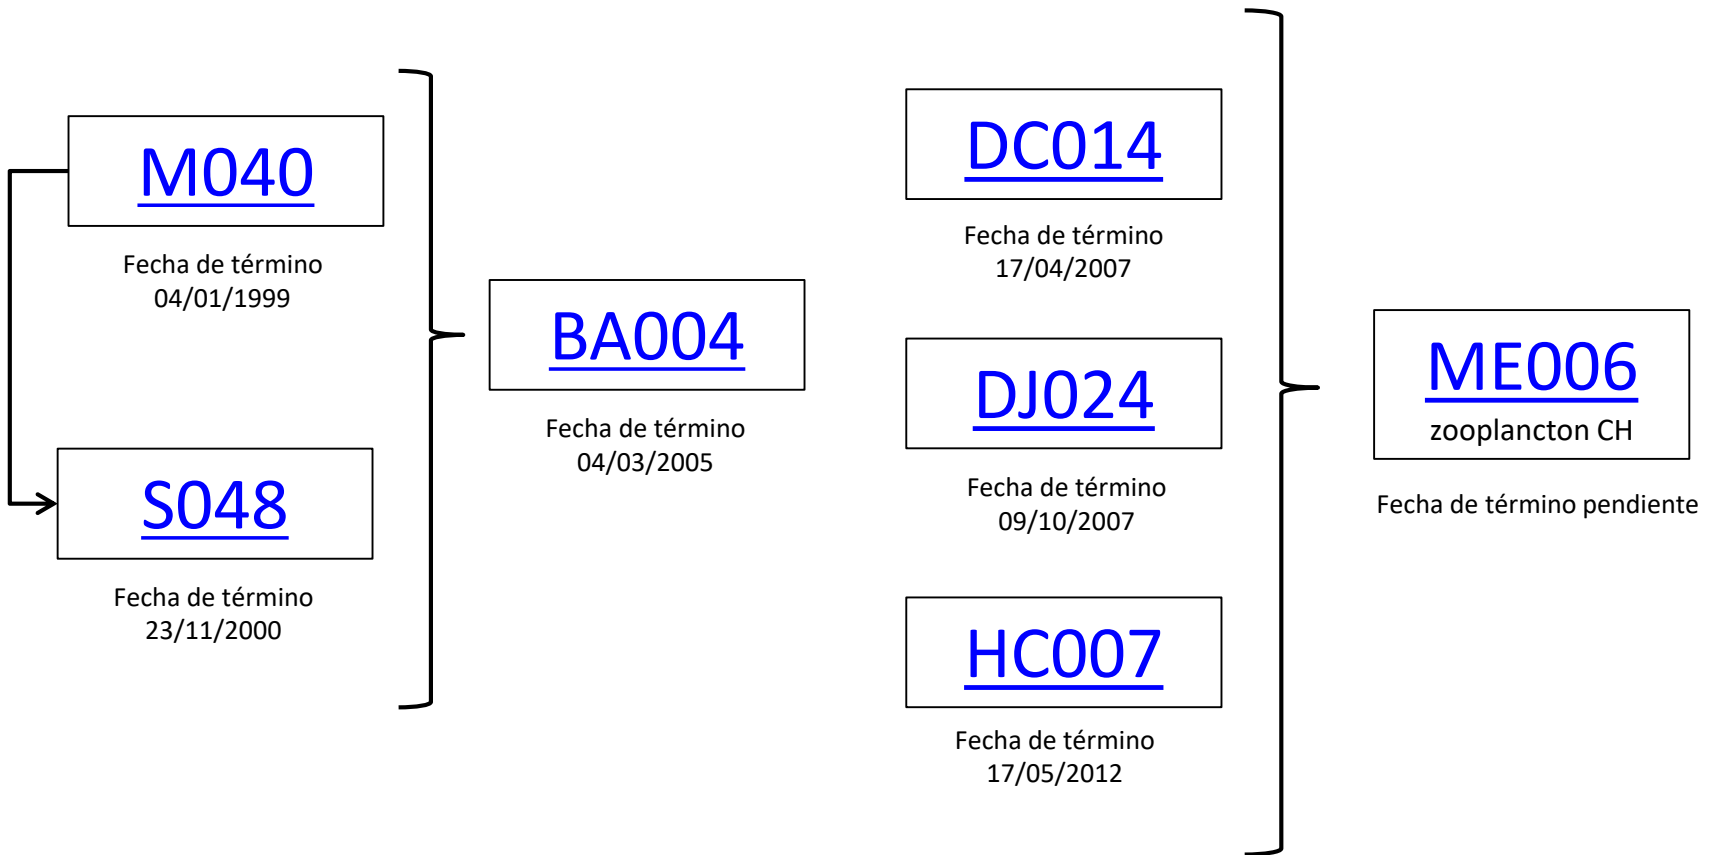 M040
Fecha de término
04/01/1999
S048
Fecha de término
23/11/2000
BA004
Fecha de término
04/03/2005
DC014
Fecha de término
17/04/2007
DJ024
Fecha de término
09/10/2007
HC007
Fecha de término
17/05/2012
ME006
zooplancton CH
Fecha de término pendiente